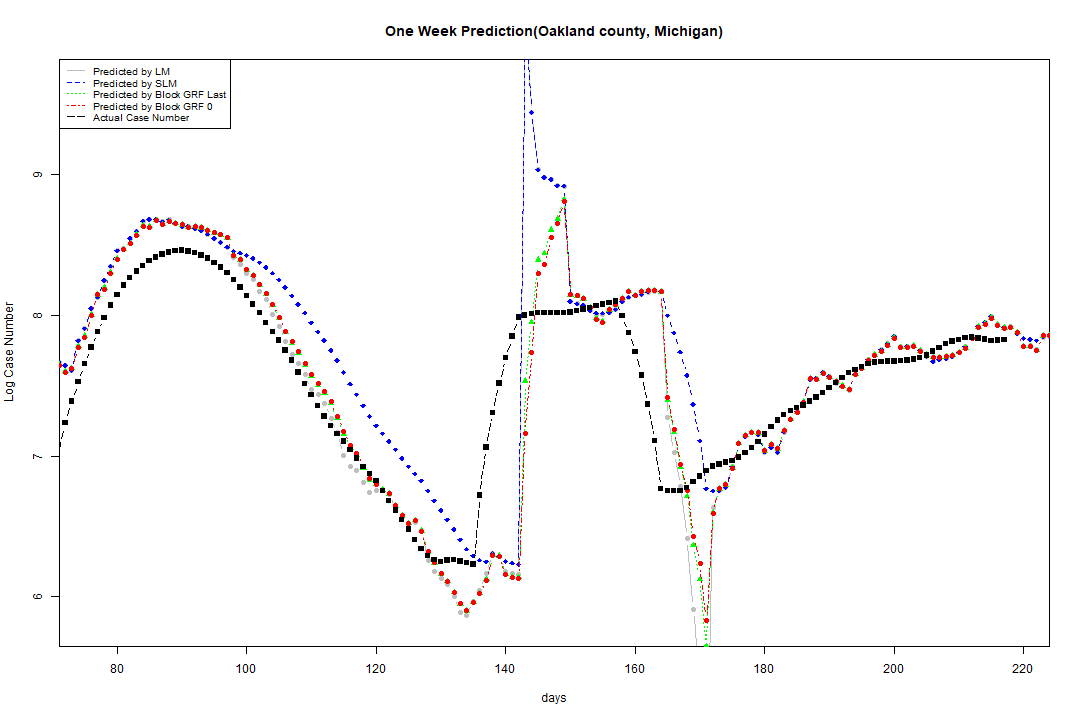 One Week Prediction(Oakland county, Michigan)
Predicted by LM
Predicted by SLM
Predicted by Block GRF Last
Predicted by Block GRF 0
Actual Case Number
Log Case Number
9
8
7
6
80 100 120 140 160 180 200 220
days